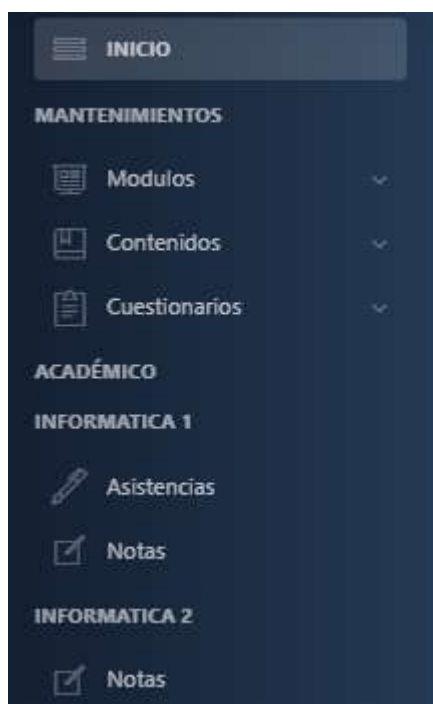 INICIO
MANTENIMIENTOS
Modulos
Contenidos
Cuestionarios
ACADÉMICO
INFORMATICA 1
Asistencias
Notas
INFORMATICA 2
Notas